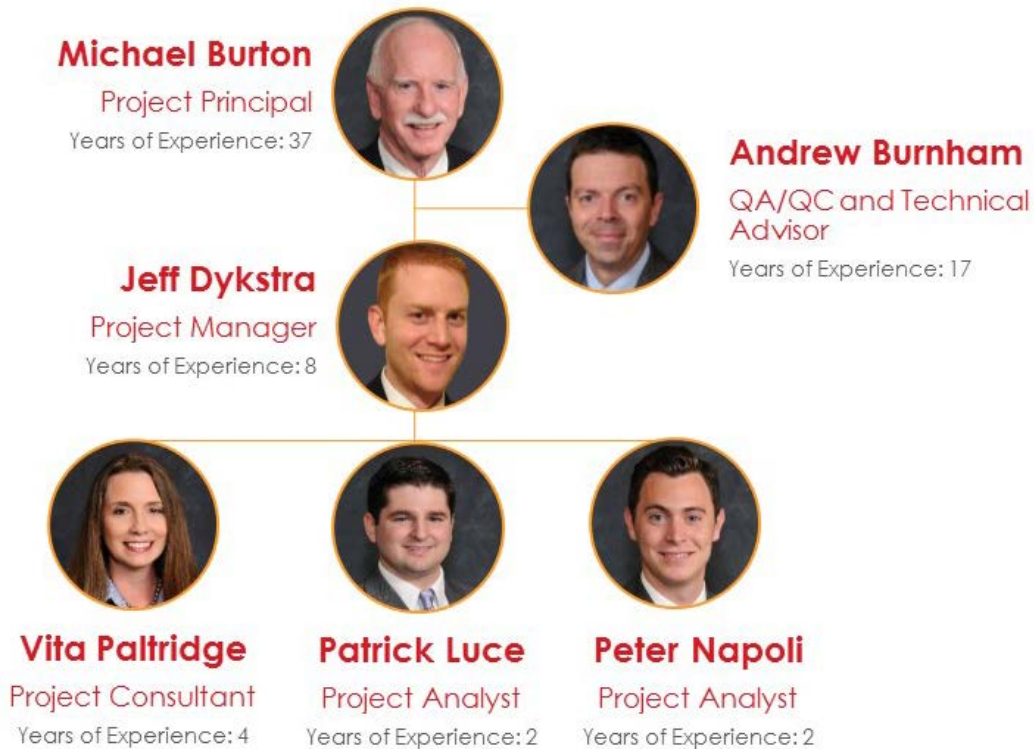 Michael Burton
Project Principal
Years of Experience: 37
Andrew Burnham
QA/QC and Technical
Advisor
Years of Experience: 17
Jeff Dykstra
Project Manager
Years of Experience: 8
Vita Paltridge
Project Consultant
Years of Experience: 4
Patrick Luce
Project Analyst
Years of Experience: 2
Peter Napoli
Project Analyst
Years of Experience: 2